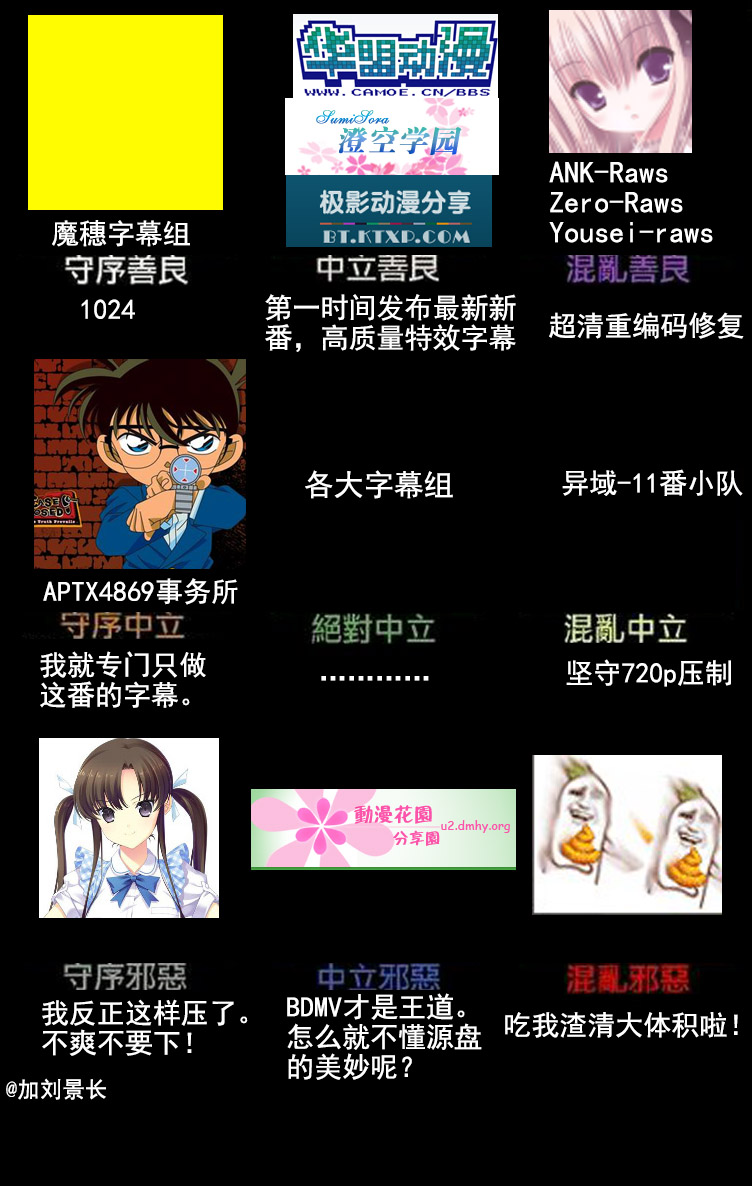 华盟动漫
WWW.CAMOE.CN/BBS
SumiSora
澄空学园
极影动漫分享
BT.KTXP.COM
ANK-Raws
Zero-Raws
Yousei-raws
魔穗字幕组
守序善良
中立善良
混亂善良
1024
第一时间发布最新新
番，高质量特效字幕
超清重编码修复
各大字幕组
异域-11番小队
APTX4869事务所
守序中立
絕對中立
混亂中立
我就专门只做
这番的字幕。
…………
坚守720p压制
動漫花園
分享園
u2.dmhy.org
守序邪惡
中立邪惡
混亂邪惡
我反正这样压了。
不爽不要下！
BDMV才是王道。
怎么就不懂源盘
的美妙呢？
吃我渣清大体积啦！
@加刘景长